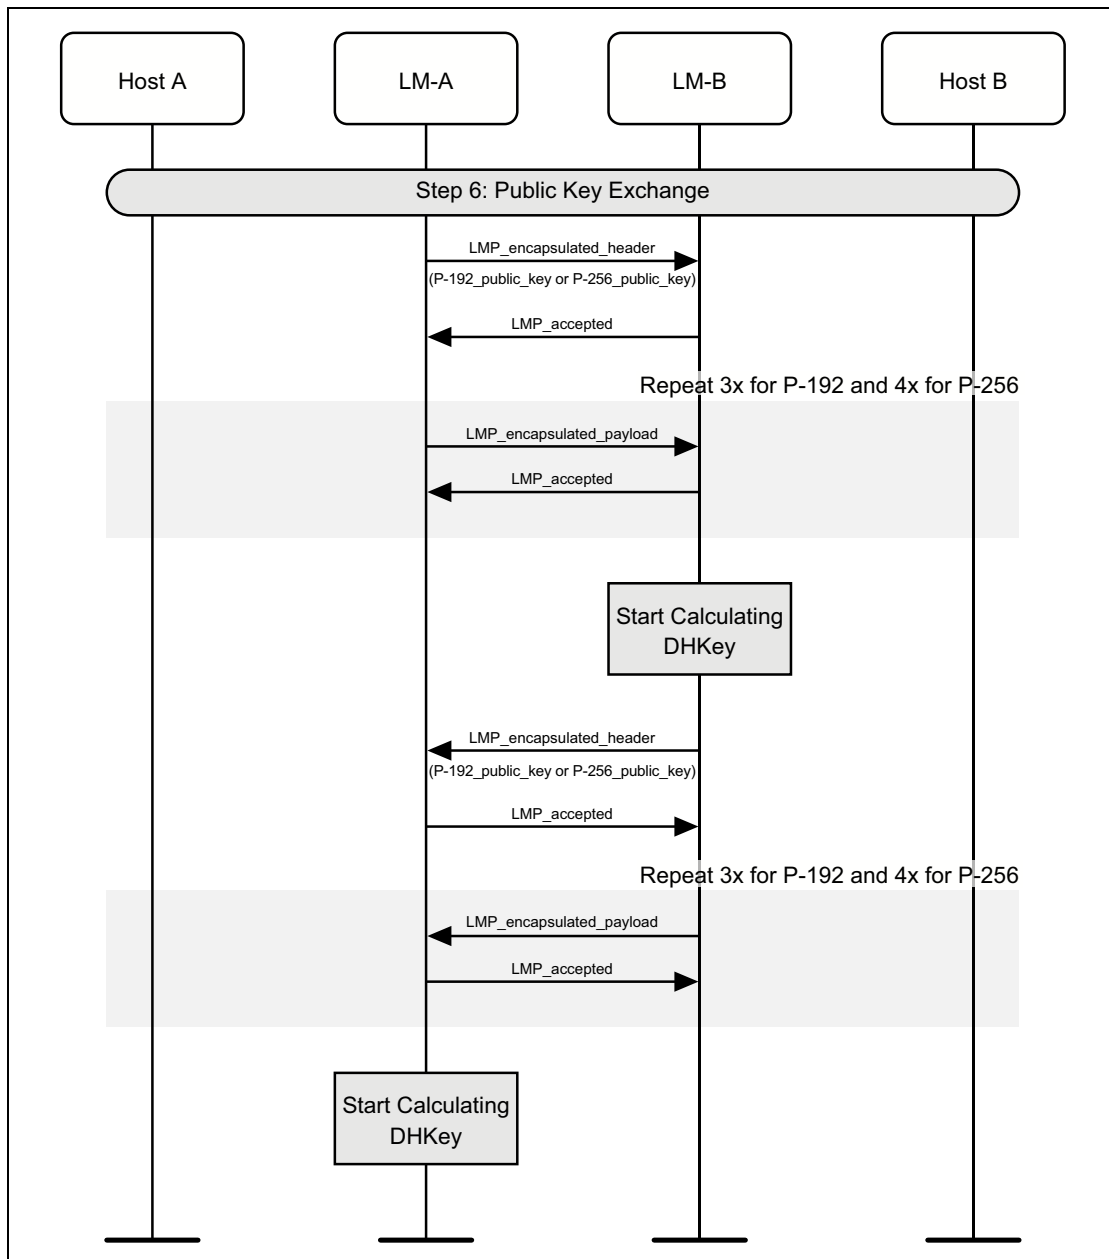 Host A
LM-A
LM-B
Host B
Step 6: Public Key Exchange
LMP_encapsulated_header
(P-192_public_key or P-256_public_key)
LMP_accepted
Repeat 3x for P-192 and 4x for P-256
LMP_encapsulated_payload
LMP_accepted
Start Calculating
DHKey
LMP_encapsulated_header
(P-192_public_key or P-256_public_key)
LMP_accepted
Repeat 3x for P-192 and 4x for P-256
LMP_encapsulated_payload
LMP_accepted
Start Calculating
DHKey